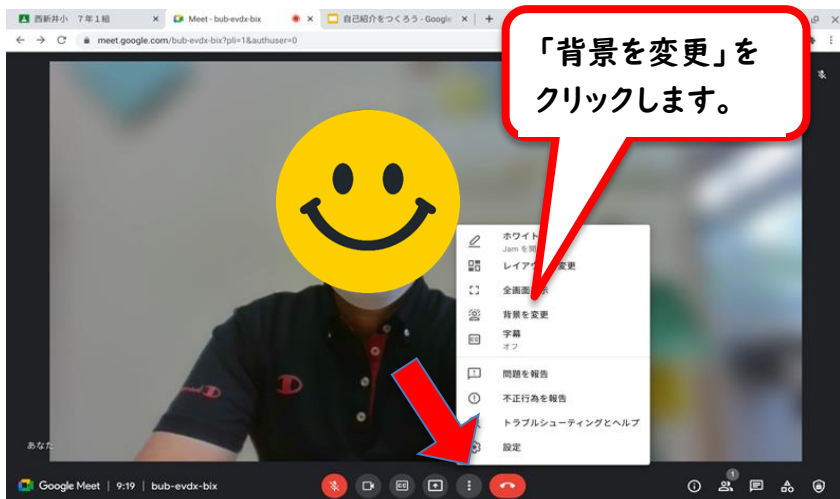 西新井小 7年1組
Meet - bub-evdx-bix
自己紹介をつくろう - Google
meet.google.com/bub-evdx-bix?pli=1&authuser=0
「背景を変更」を
クリックします。
ホワイト
Jam を開
レイアウ 変更
全画面 示
背景を変更
字幕
オフ
問題を報告
不正行為を報告
トラブルシューティングとヘルプ
設定
あなた
Google Meet | 9:19 | bub-evdx-bix
CC
1